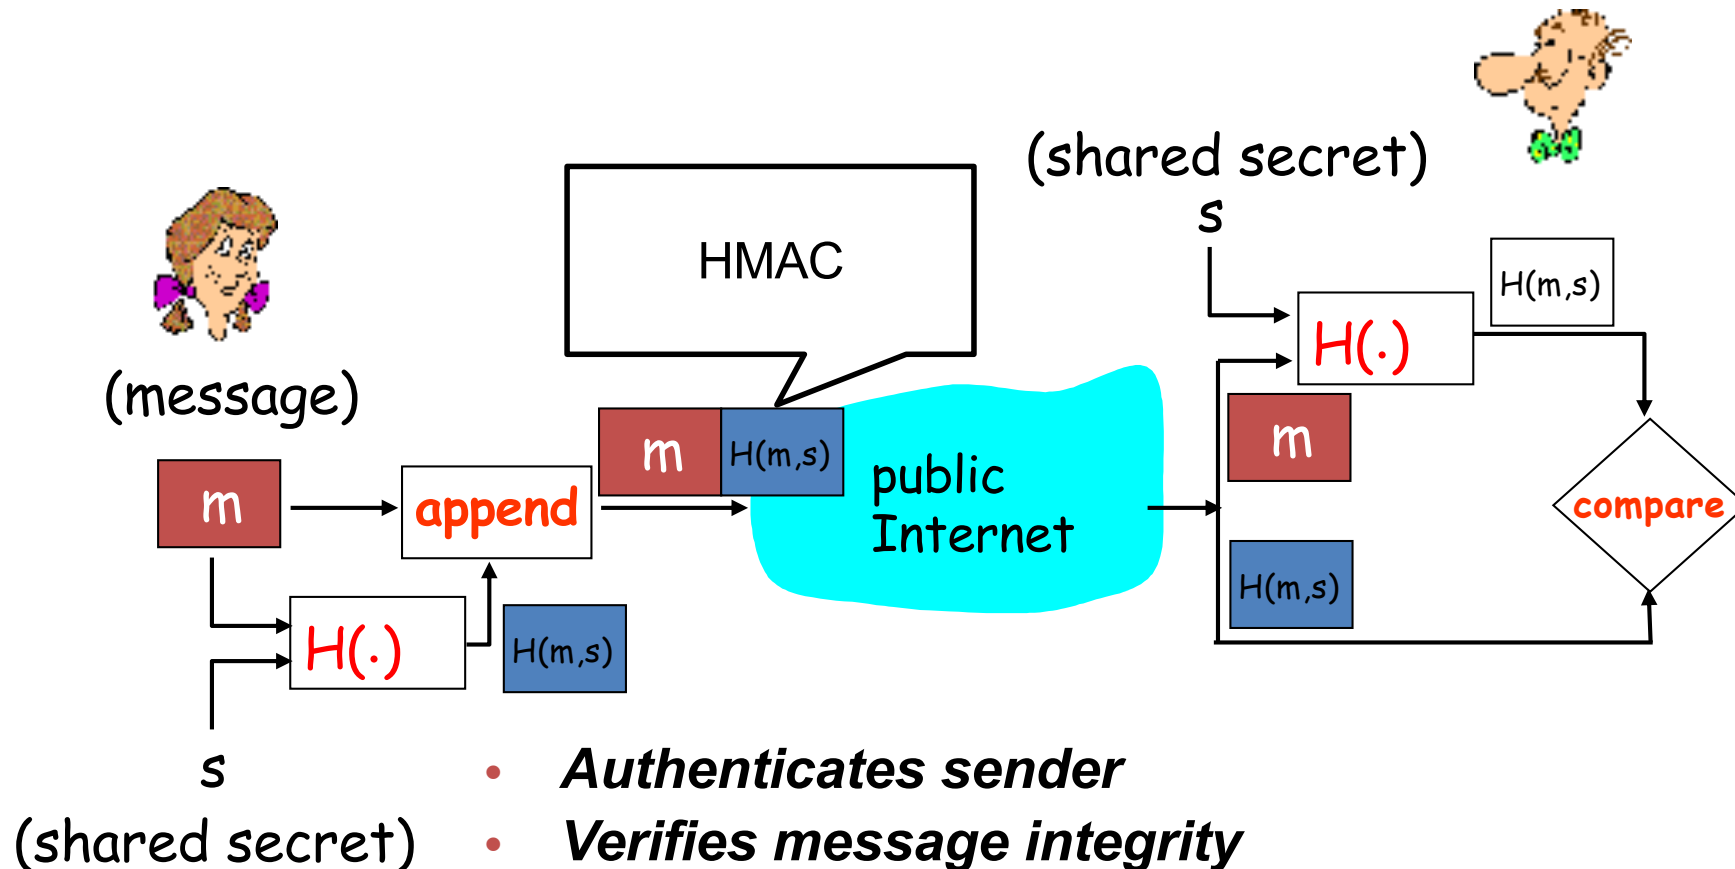 (shared secret)
s
HMAC
H(m,s)
H(.)
(message)
m
H(m,s)
m
public
Internet
m
append
compare
H(m,s)
H(.)
H(m,s)
s
(shared secret)
• Authenticates sender
• Verifies message integrity